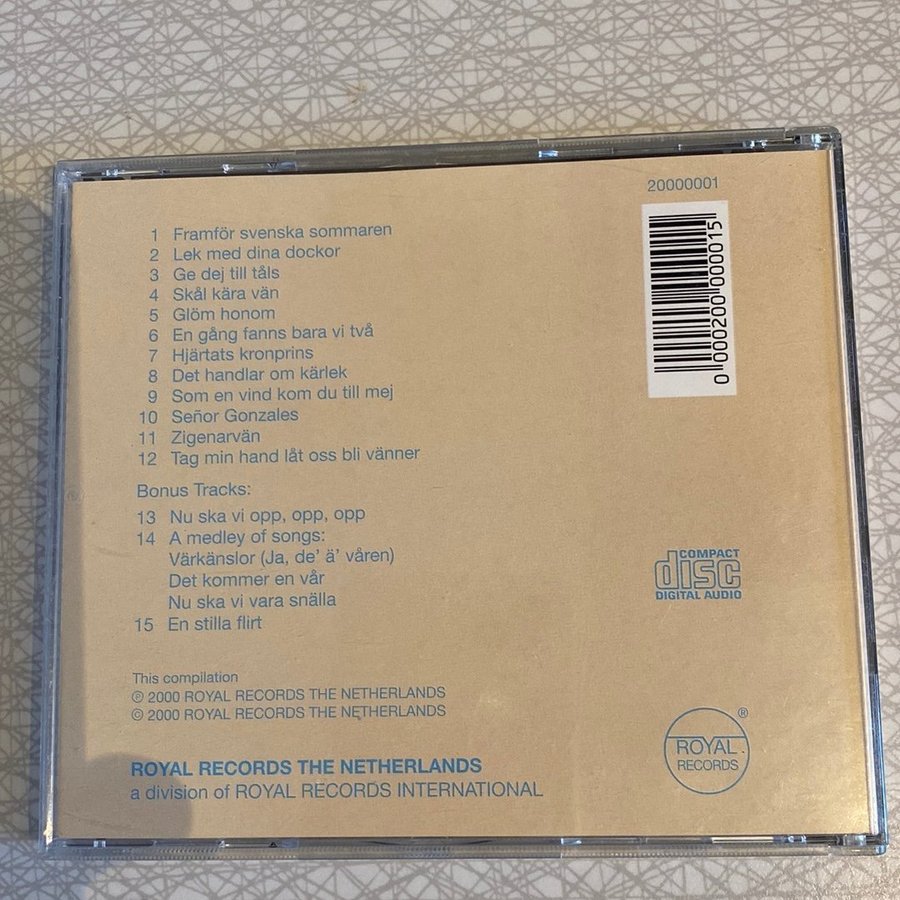 20000001
0 000200 000015
1 Framför svenska sommaren
2 Lek med dina dockor
3 Ge dej till tåls
4 Skål kära vän
5 Glöm honom
6 En gång fanns bara vi två
7 Hjärtats kronprins
8 Det handlar om kärlek
9 Som en vind kom du till mej
10 Señor Gonzales
11 Zigenarvän
12 Tag min hand låt oss bli vänner
Bonus Tracks:
13 Nu ska vi opp, opp, opp
14 A medley of songs:
Värkänslor (Ja, de' ä' våren)
Det kommer en vår
Nu ska vi vara snälla
15 En stilla flirt
COMPACT
disc
DIGITAL AUDIO
This compilation
℗ 2000 ROYAL RECORDS THE NETHERLANDS
© 2000 ROYAL RECORDS THE NETHERLANDS
ROYAL RECORDS THE NETHERLANDS
a division of ROYAL RECORDS INTERNATIONAL
ROYAL ®
RECORDS